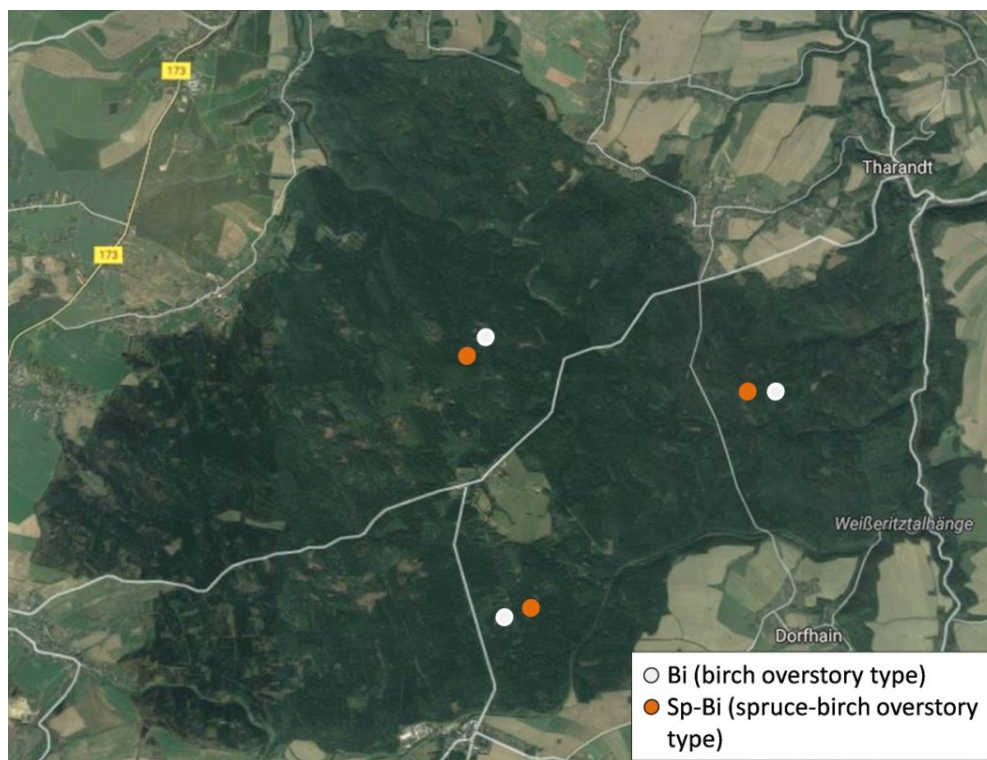 173
Tharandt
173
Weißeritztalhänge
Dorfhain
Bi (birch overstory type)
Sp-Bi (spruce-birch overstory
type)